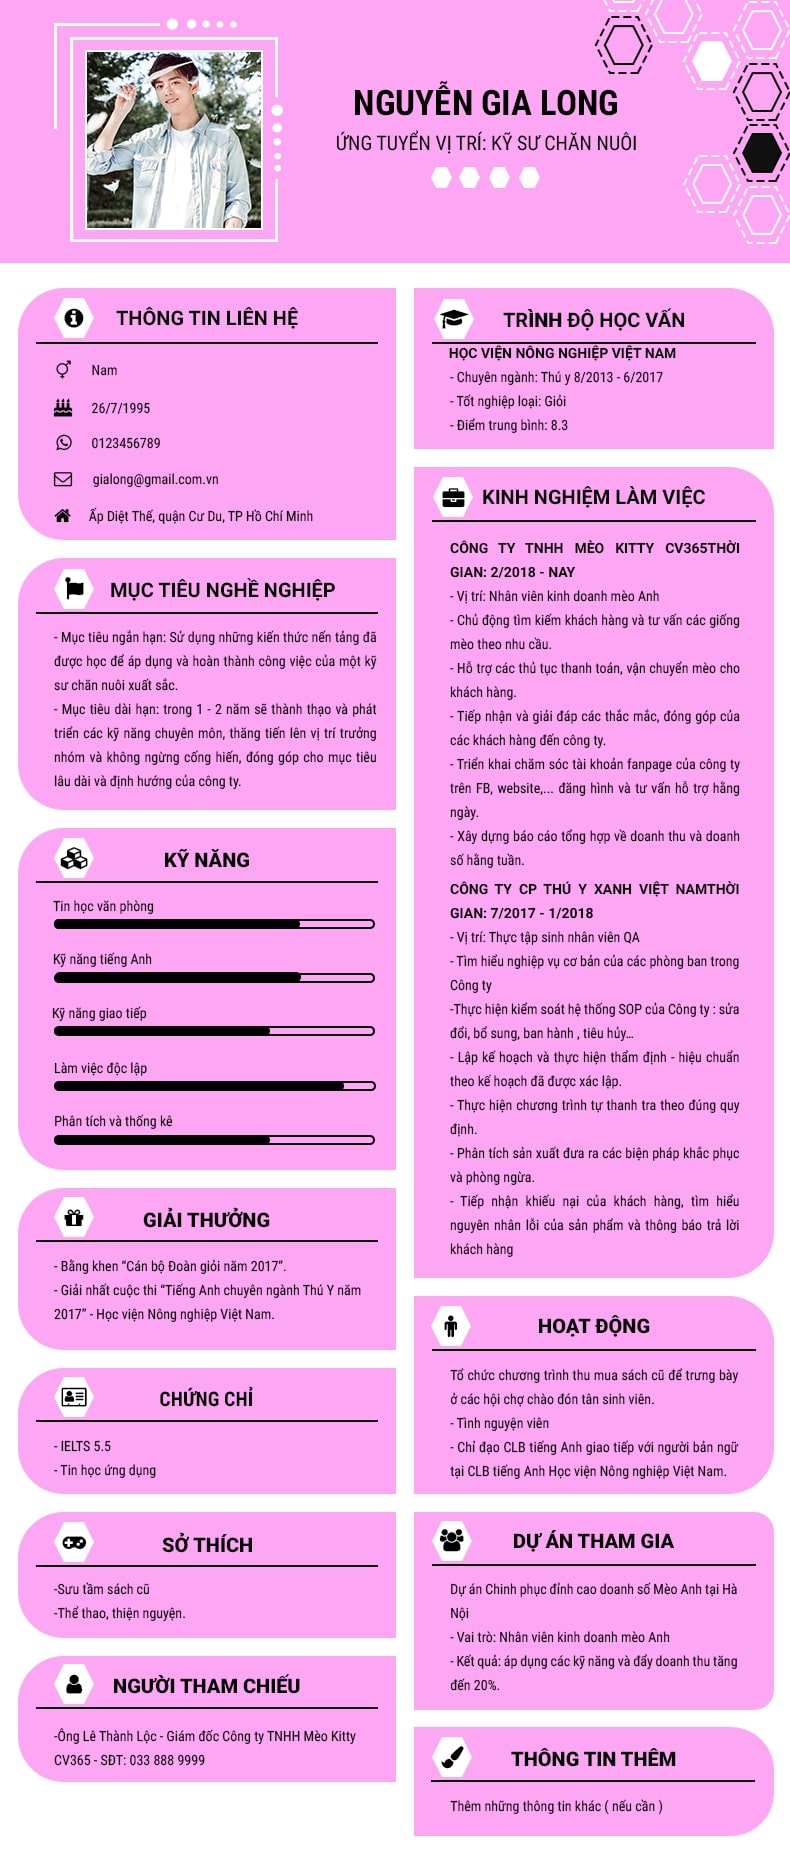 NGUYỄN GIA LONG
ỨNG TUYỂN VỊ TRÍ: KỸ SƯ CHĂN NUÔI
THÔNG TIN LIÊN HỆ
Nam
26/7/1995
0123456789
gialong@gmail.com.vn
Ấp Diệt Thế, quận Cư Du, TP Hồ Chí Minh
MỤC TIÊU NGHỀ NGHIỆP
- Mục tiêu ngắn hạn: Sử dụng những kiến thức nền tảng đã
được học để áp dụng và hoàn thành công việc của một kỹ
sư chăn nuôi xuất sắc.
- Mục tiêu dài hạn: trong 1 - 2 năm sẽ thành thạo và phát
triển các kỹ năng chuyên môn, thăng tiến lên vị trí trưởng
nhóm và không ngừng cống hiến, đóng góp cho mục tiêu
lâu dài và định hướng của công ty.
KỸ NĂNG
Tin học văn phòng
Kỹ năng tiếng Anh
Kỹ năng giao tiếp
Làm việc độc lập
Phân tích và thống kê
GIẢI THƯỞNG
- Bằng khen “Cán bộ Đoàn giỏi năm 2017”.
- Giải nhất cuộc thi “Tiếng Anh chuyên ngành Thú Y năm
2017” - Học viện Nông nghiệp Việt Nam.
CHỨNG CHỈ
- IELTS 5.5
- Tin học ứng dụng
SỞ THÍCH
-Sưu tầm sách cũ
-Thể thao, thiện nguyện.
NGƯỜI THAM CHIẾU
-Ông Lê Thành Lộc - Giám đốc Công ty TNHH Mèo Kitty
CV365 - SĐT: 033 888 9999
TRÌNH ĐỘ HỌC VẤN
HỌC VIỆN NÔNG NGHIỆP VIỆT NAM
- Chuyên ngành: Thú y 8/2013 - 6/2017
- Tốt nghiệp loại: Giỏi
- Điểm trung bình: 8.3
KINH NGHIỆM LÀM VIỆC
CÔNG TY TNHH MÈO KITTY CV365THỜI
GIAN: 2/2018 - NAY
- Vị trí: Nhân viên kinh doanh mèo Anh
- Chủ động tìm kiếm khách hàng và tư vấn các giống
mèo theo nhu cầu.
- Hỗ trợ các thủ tục thanh toán, vận chuyển mèo cho
khách hàng.
- Tiếp nhận và giải đáp các thắc mắc, đóng góp của
các khách hàng đến công ty.
- Triển khai chăm sóc tài khoản fanpage của công ty
trên FB, website,... đăng hình và tư vấn hỗ trợ hằng
ngày.
- Xây dựng báo cáo tổng hợp về doanh thu và doanh
số hằng tuần.
CÔNG TY CP THÚ Y XANH VIỆT NAMTHỜI
GIAN: 7/2017 - 1/2018
- Vị trí: Thực tập sinh nhân viên QA
- Tìm hiểu nghiệp vụ cơ bản của các phòng ban trong
Công ty
-Thực hiện kiểm soát hệ thống SOP của Công ty : sửa
đổi, bổ sung, ban hành , tiêu hủy...
- Lập kế hoạch và thực hiện thẩm định - hiệu chuẩn
theo kế hoạch đã được xác lập.
- Thực hiện chương trình tự thanh tra theo đúng quy
định.
- Phân tích sản xuất đưa ra các biện pháp khắc phục
và phòng ngừa.
- Tiếp nhận khiếu nại của khách hàng, tìm hiểu
nguyên nhân lỗi của sản phẩm và thông báo trả lời
khách hàng
HOẠT ĐỘNG
Tổ chức chương trình thu mua sách cũ để trưng bày
ở các hội chợ chào đón tân sinh viên.
- Tình nguyện viên
- Chỉ đạo CLB tiếng Anh giao tiếp với người bản ngữ
tại CLB tiếng Anh Học viện Nông nghiệp Việt Nam.
DỰ ÁN THAM GIA
Dự án Chinh phục đỉnh cao doanh số Mèo Anh tại Hà
Nội
- Vai trò: Nhân viên kinh doanh mèo Anh
- Kết quả: áp dụng các kỹ năng và đẩy doanh thu tăng
đến 20%.
THÔNG TIN THÊM
Thêm những thông tin khác ( nếu cần )